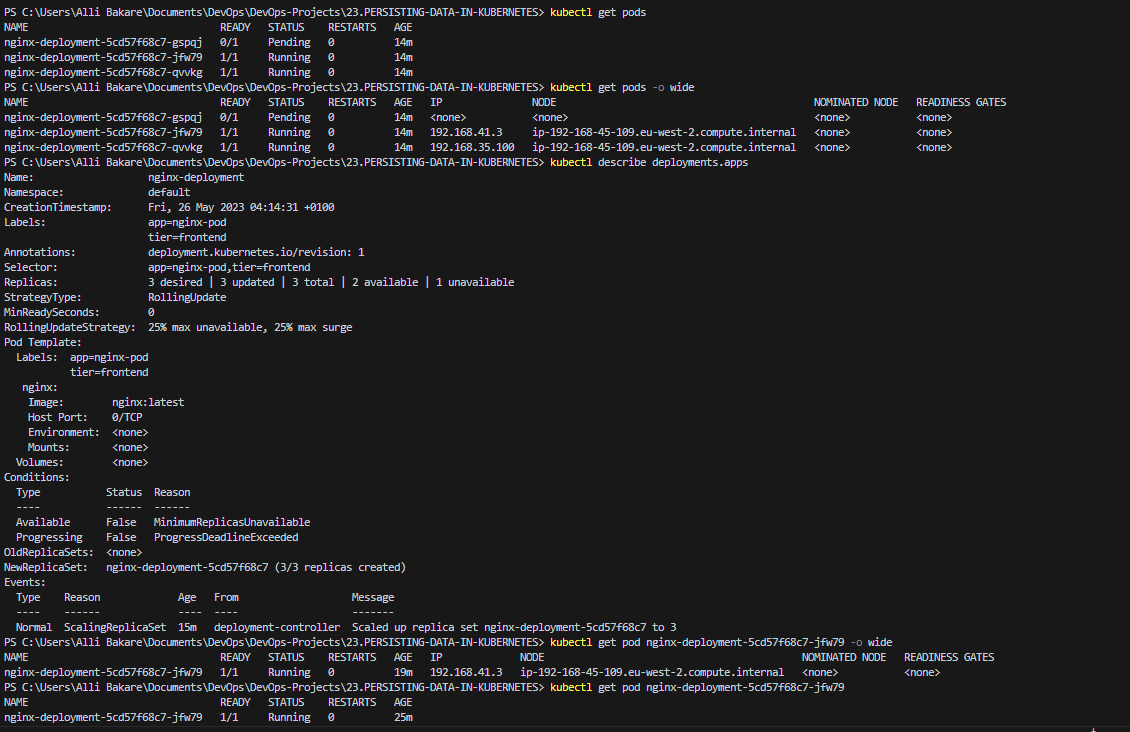 PS C:\Users\Alli Bakare\Documents\DevOps\DevOps-Projects\23.PERSISTING-DATA-IN-KUBERNETES> kubectl get pods
NAME                                READY   STATUS    RESTARTS   AGE
nginx-deployment-5cd57f68c7-gspqj   0/1     Pending   0          14m
nginx-deployment-5cd57f68c7-jfw79   1/1     Running   0          14m
nginx-deployment-5cd57f68c7-qvvkg   1/1     Running   0          14m
PS C:\Users\Alli Bakare\Documents\DevOps\DevOps-Projects\23.PERSISTING-DATA-IN-KUBERNETES> kubectl get pods -o wide
NAME                                READY   STATUS    RESTARTS   AGE   IP               NODE                                           NOMINATED NODE   READINESS GATES
nginx-deployment-5cd57f68c7-gspqj   0/1     Pending   0          14m   <none>           <none>                                         <none>           <none>
nginx-deployment-5cd57f68c7-jfw79   1/1     Running   0          14m   192.168.41.3     ip-192-168-45-109.eu-west-2.compute.internal   <none>           <none>
nginx-deployment-5cd57f68c7-qvvkg   1/1     Running   0          14m   192.168.35.100   ip-192-168-45-109.eu-west-2.compute.internal   <none>           <none>
PS C:\Users\Alli Bakare\Documents\DevOps\DevOps-Projects\23.PERSISTING-DATA-IN-KUBERNETES> kubectl describe deployments.apps
Name:                   nginx-deployment
Namespace:              default
CreationTimestamp:      Fri, 26 May 2023 04:14:31 +0100
Labels:                 app=nginx-pod
                        tier=frontend
Annotations:            deployment.kubernetes.io/revision: 1
Selector:               app=nginx-pod,tier=frontend
Replicas:               3 desired | 3 updated | 3 total | 2 available | 1 unavailable
StrategyType:           RollingUpdate
MinReadySeconds:        0
RollingUpdateStrategy:  25% max unavailable, 25% max surge
Pod Template:
  Labels:  app=nginx-pod
           tier=frontend
   nginx:
    Image:        nginx:latest
    Host Port:    0/TCP
    Environment:  <none>
    Mounts:       <none>
  Volumes:        <none>
Conditions:
  Type           Status  Reason
  ----           ------  ------
  Available      False   MinimumReplicasUnavailable
  Progressing    False   ProgressDeadlineExceeded
OldReplicaSets:  <none>
NewReplicaSet:   nginx-deployment-5cd57f68c7 (3/3 replicas created)
Events:
  Type    Reason             Age   From                   Message
  ----    ------             ----  ----                   -------
  Normal  ScalingReplicaSet  15m   deployment-controller  Scaled up replica set nginx-deployment-5cd57f68c7 to 3
PS C:\Users\Alli Bakare\Documents\DevOps\DevOps-Projects\23.PERSISTING-DATA-IN-KUBERNETES> kubectl get pod nginx-deployment-5cd57f68c7-jfw79 -o wide
NAME                                READY   STATUS    RESTARTS   AGE   IP             NODE                                           NOMINATED NODE   READINESS GATES
nginx-deployment-5cd57f68c7-jfw79   1/1     Running   0          19m   192.168.41.3   ip-192-168-45-109.eu-west-2.compute.internal   <none>           <none>
PS C:\Users\Alli Bakare\Documents\DevOps\DevOps-Projects\23.PERSISTING-DATA-IN-KUBERNETES> kubectl get pod nginx-deployment-5cd57f68c7-jfw79
NAME                                READY   STATUS    RESTARTS   AGE
nginx-deployment-5cd57f68c7-jfw79   1/1     Running   0          25m